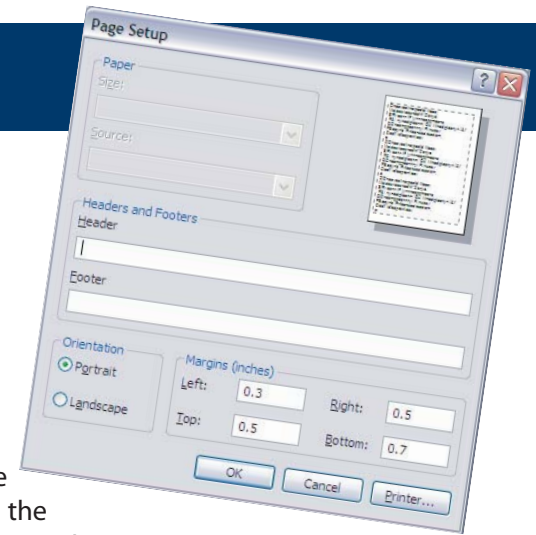 Page Setup
Paper
Size:
Source:
Headers and Footers
Header
Footer
Orientation
Portrait
Landscape
Margins (inches)
Left: 0.3 Right: 0.5
Top: 0.5 Bottom: 0.7
OK Cancel Printer...
the